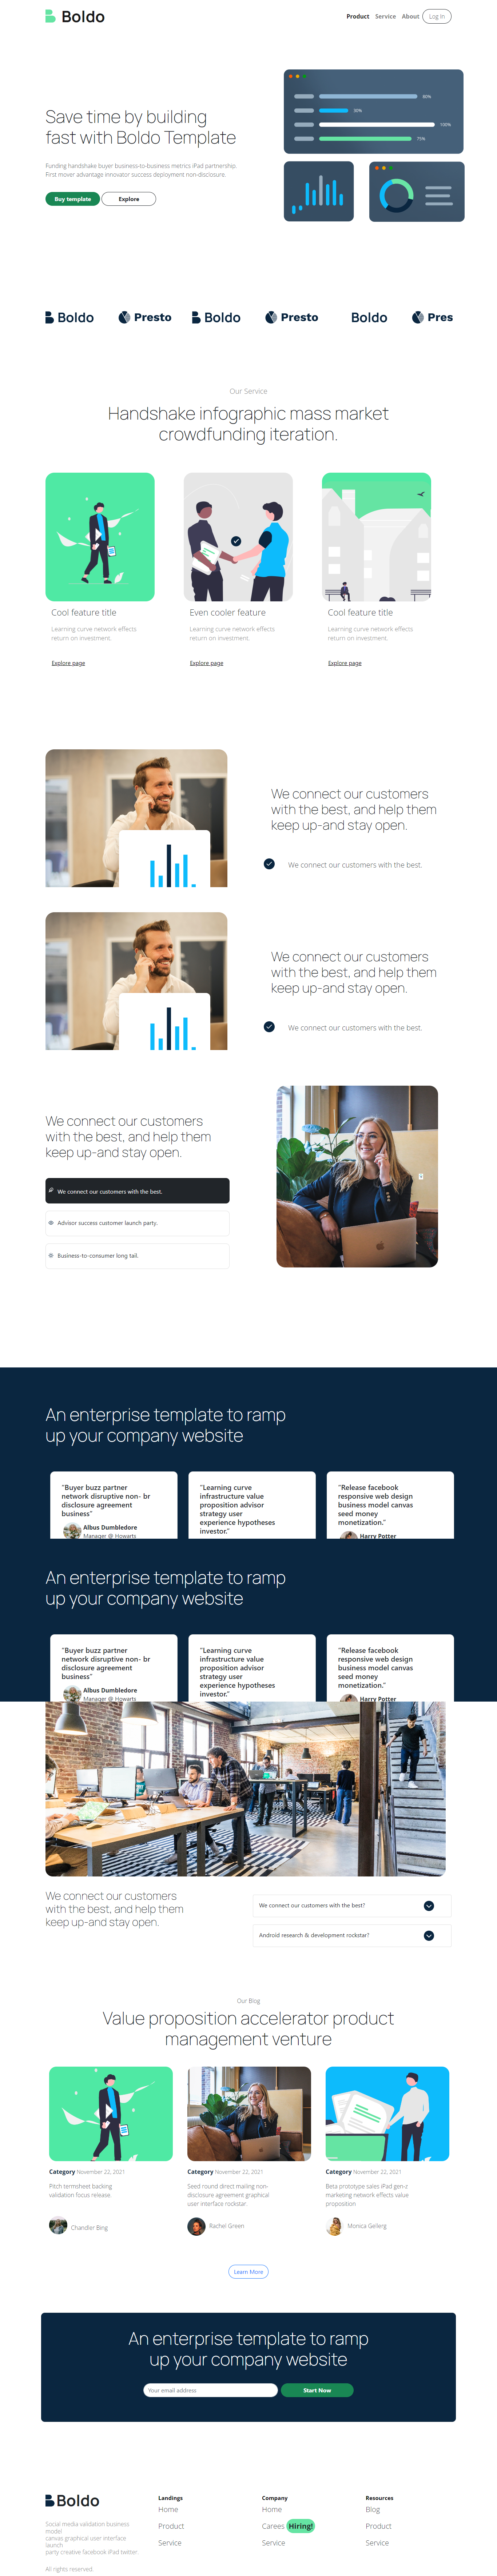 Boldo
Product Service About Log In
Save time by building
fast with Boldo Template
Funding handshake buyer business-to-business metrics iPad partnership.
First mover advantage innovator success deployment non-disclosure.
Buy template Explore
80%
30%
100%
75%
Boldo Presto Boldo Presto Boldo Pres
Our Service
Handshake infographic mass market
crowdfunding iteration.
Cool feature title
Learning curve network effects
return on investment.
Explore page
Even cooler feature
Learning curve network effects
return on investment.
Explore page
Cool feature title
Learning curve network effects
return on investment.
Explore page
We connect our customers
with the best, and help them
keep up-and stay open.
We connect our customers with the best.
We connect our customers
with the best, and help them
keep up-and stay open.
We connect our customers with the best.
We connect our customers
with the best, and help them
keep up-and stay open.
We connect our customers with the best.
Advisor success customer launch party.
Business-to-consumer long tail.
An enterprise template to ramp
up your company website
“Buyer buzz partner
network disruptive non- br
disclosure agreement
business”
Albus Dumbledore
Manager @ Howarts
“Learning curve
infrastructure value
proposition advisor
strategy user
experience hypotheses
investor.”
“Release facebook
responsive web design
business model canvas
seed money
monetization.”
Harry Potter
An enterprise template to ramp
up your company website
“Buyer buzz partner
network disruptive non- br
disclosure agreement
business”
Albus Dumbledore
Manager @ Howarts
“Learning curve
infrastructure value
proposition advisor
strategy user
experience hypotheses
investor.”
“Release facebook
responsive web design
business model canvas
seed money
monetization.”
Harry Potter
We connect our customers
with the best, and help them
keep up-and stay open.
We connect our customers with the best?
Android research & development rockstar?
Our Blog
Value proposition accelerator product
management venture
Category November 22, 2021
Pitch termsheet backing
validation focus release.
Chandler Bing
Category November 22, 2021
Seed round direct mailing non-
disclosure agreement graphical
user interface rockstar.
Rachel Green
Category November 22, 2021
Beta prototype sales iPad gen-z
marketing network effects value
proposition
Monica Gellerg
Learn More
An enterprise template to ramp
up your company website
Your email address Start Now
Boldo
Social media validation business
model
canvas graphical user interface
launch
party creative facebook iPad twitter.
All rights reserved.
Landings
Home
Product
Service
Company
Home
Carees Hiring!
Service
Resources
Blog
Product
Service